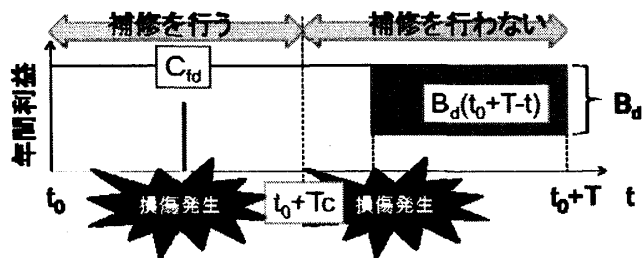 補修を行う
補修を行わない
C_fd
年間利益
B_d(t_0+T-t)
B_d
t_0
損傷発生
t_0+Tc
損傷発生
t_0+T
t